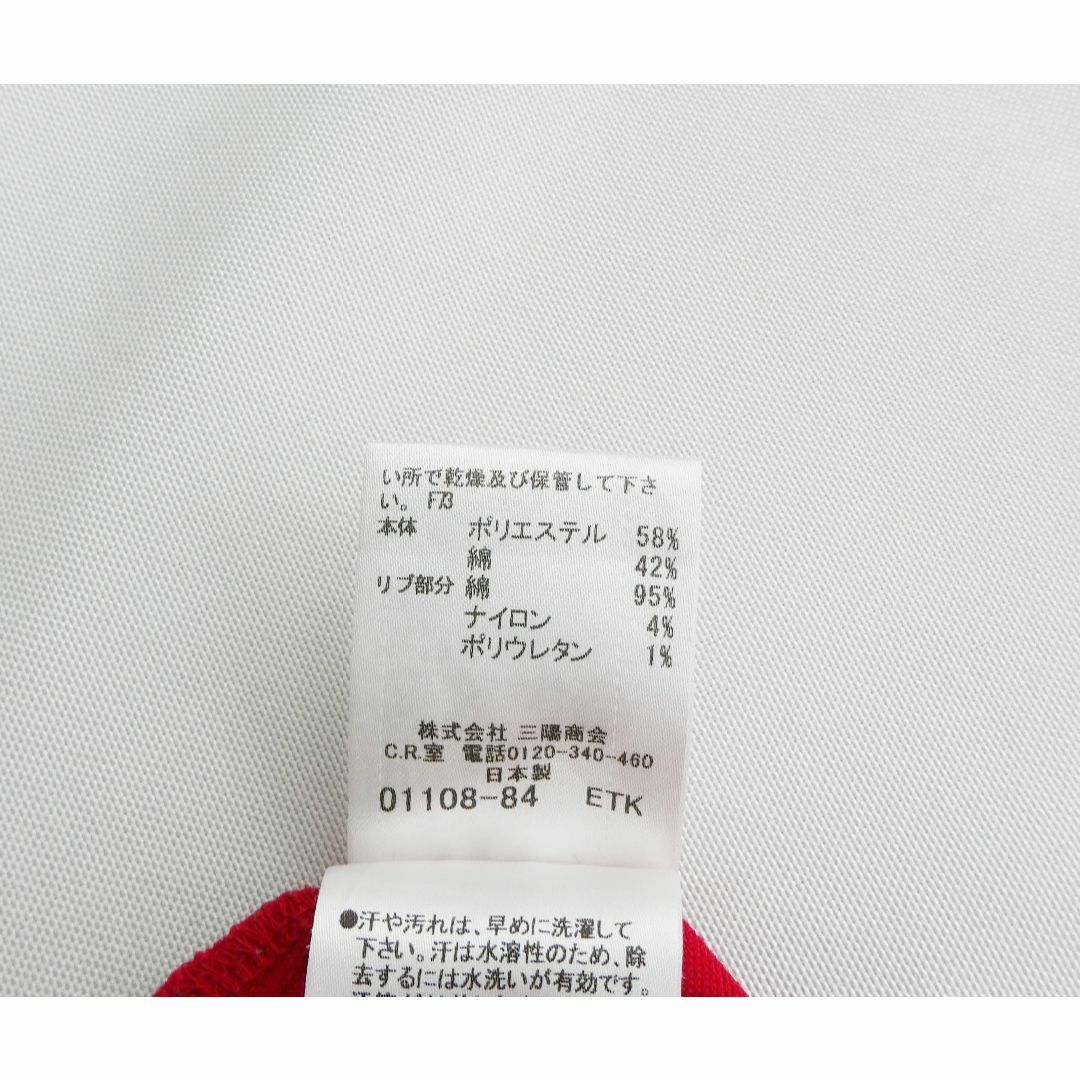 い所で乾燥及び保管して下さ
い。 F/3
本体 ポリエステル 58%
綿 42%
リブ部分 綿 95%
ナイロン 4%
ポリウレタン 1%
株式会社 三陽商会
C.R.室 電話0120-340-460
日本製
01108-84 ETK
●汗や汚れは、早めに洗濯して
下さい。汗は水溶性のため、除
去するには水洗いが有効です。